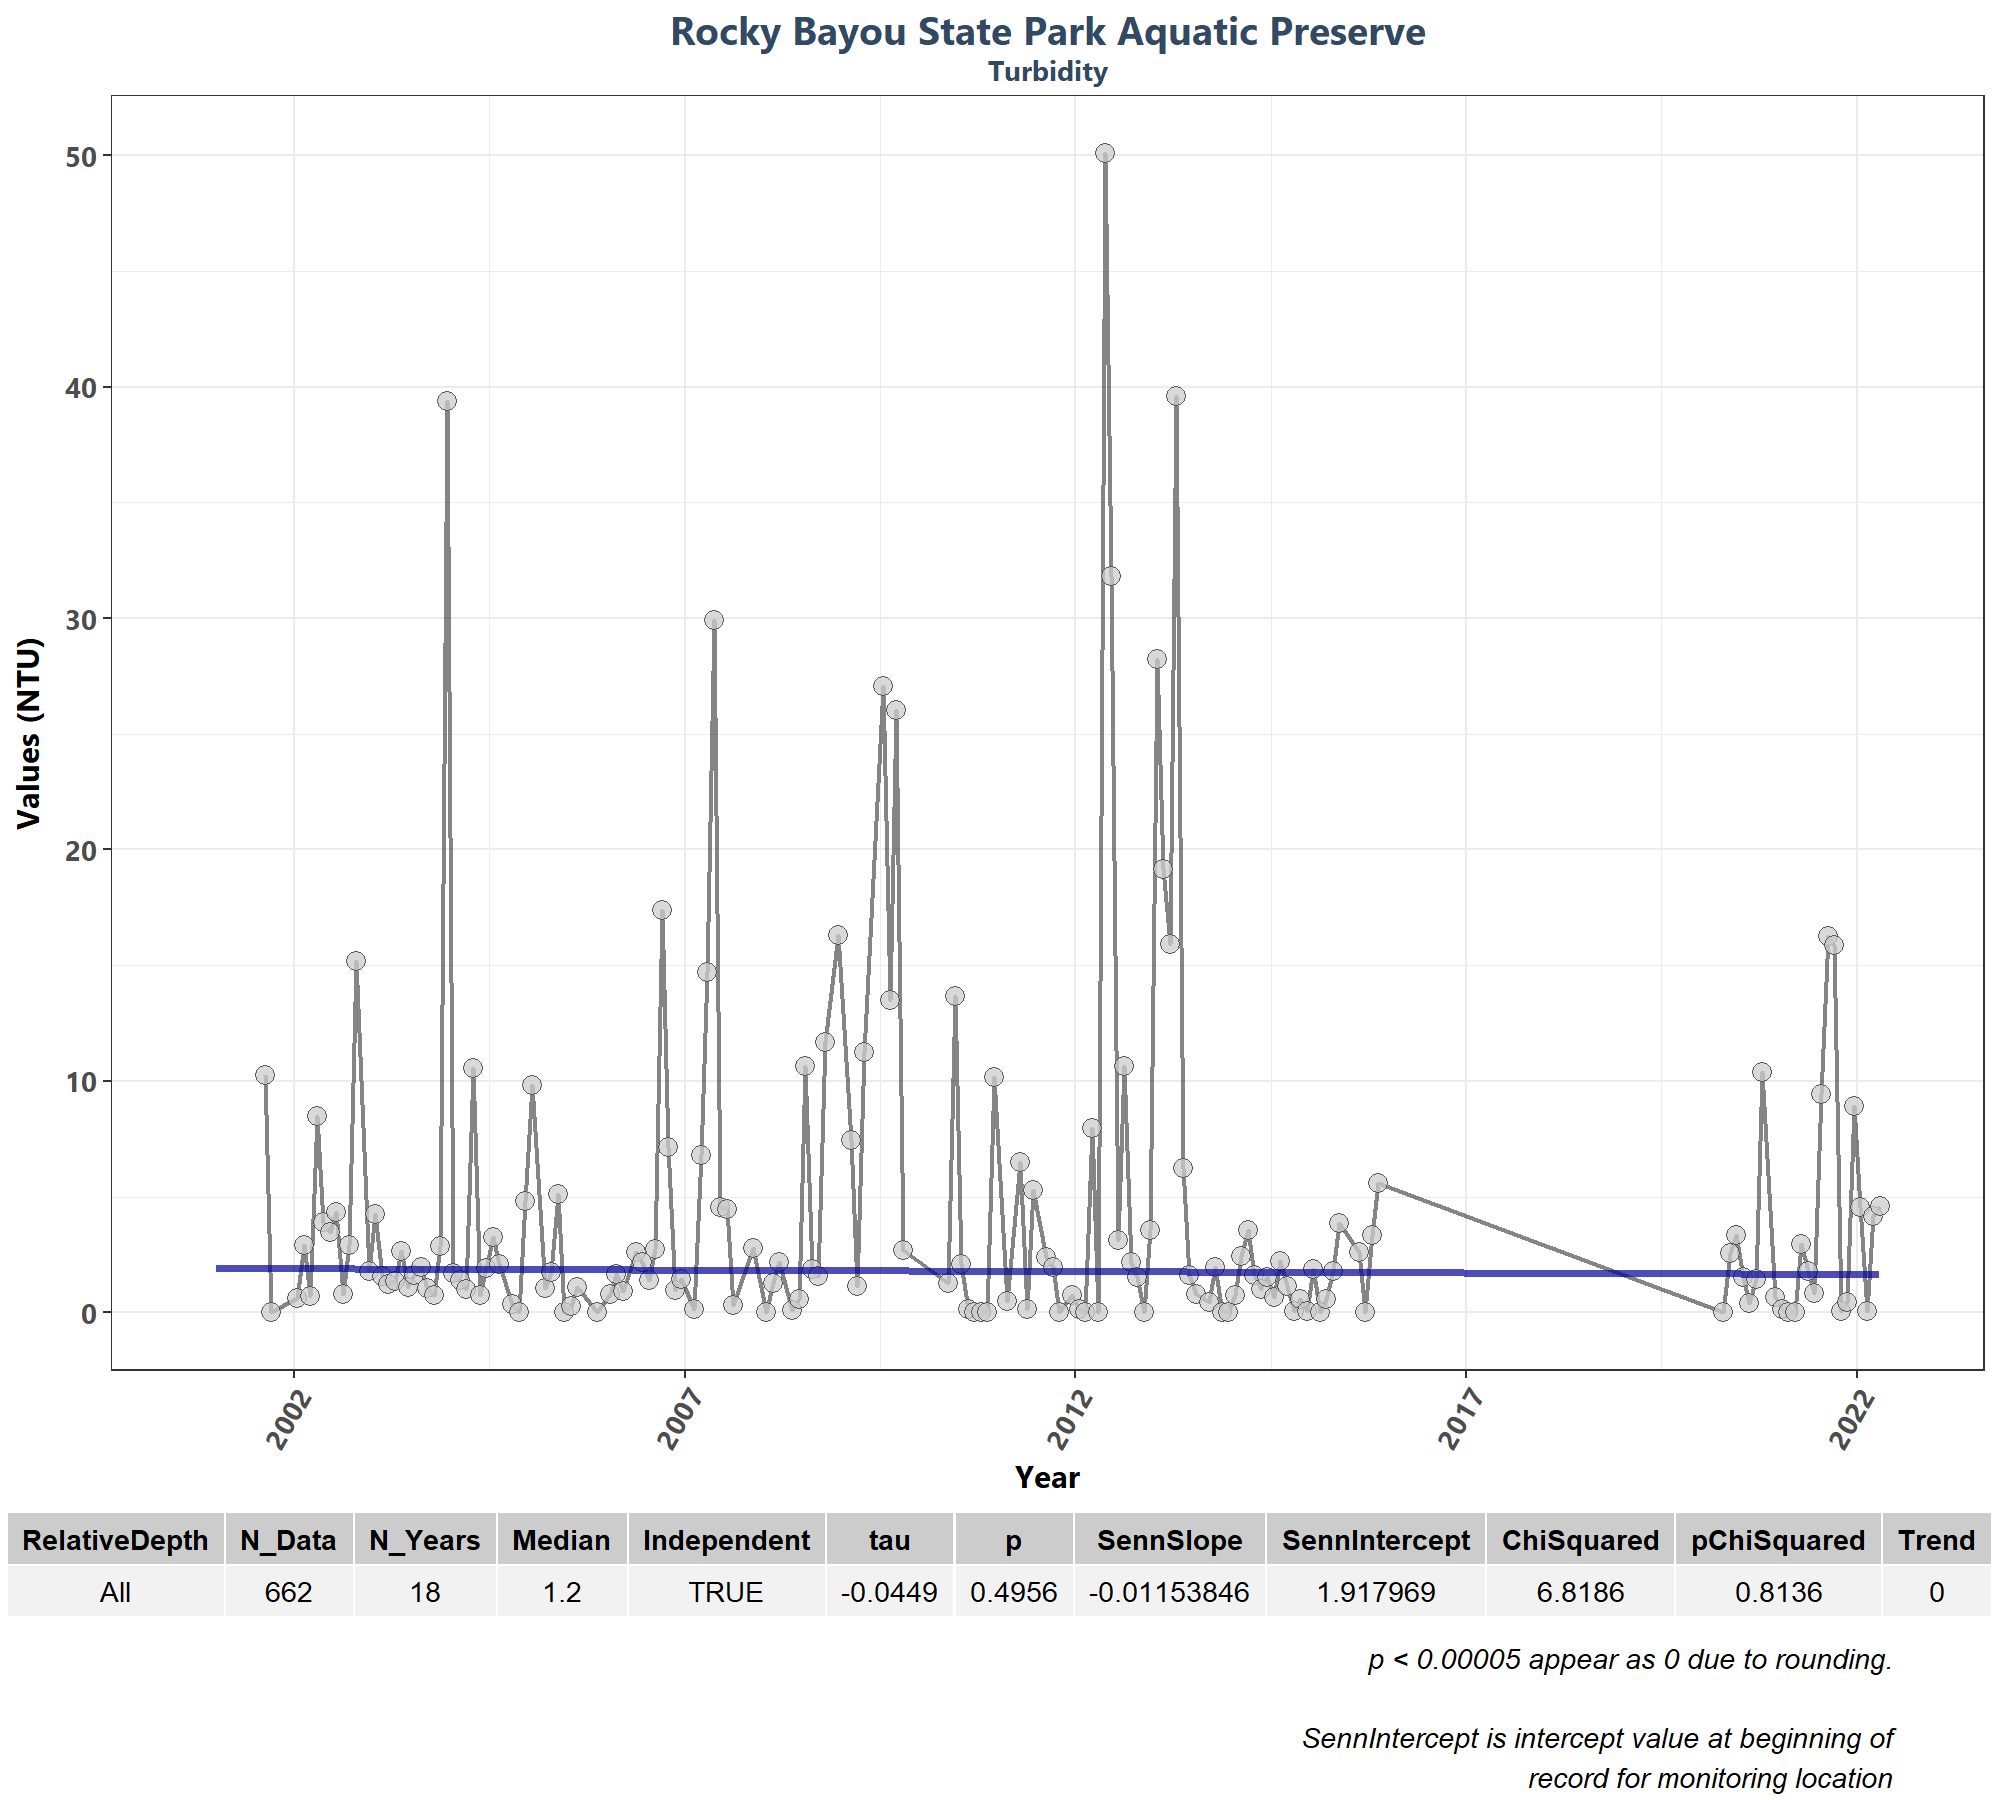 Rocky Bayou State Park Aquatic Preserve
Turbidity
Values (NTU)
50
40
30
20
10
0
2002 2007 2012 2017 2022
Year
RelativeDepth N_Data N_Years Median Independent tau p SennSlope SennIntercept ChiSquared pChiSquared Trend
All 662 18 1.2 TRUE -0.0449 0.4956 -0.01153846 1.917969 6.8186 0.8136 0
p < 0.00005 appear as 0 due to rounding.
SennIntercept is intercept value at beginning of
record for monitoring location